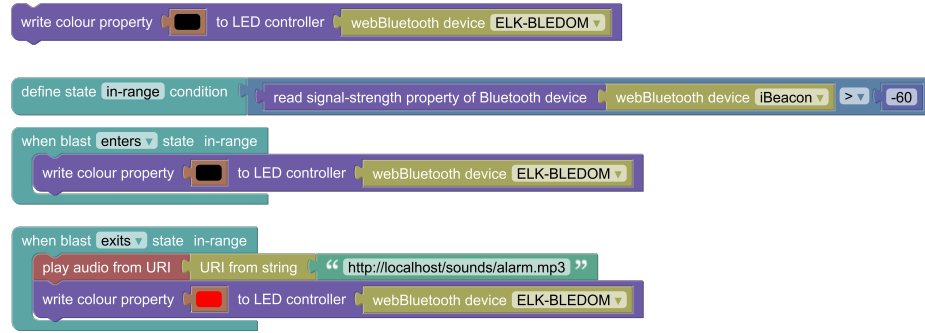 write colour property to LED controller webBluetooth device ELK-BLEDOM ▾
define state in-range condition read signal-strength property of Bluetooth device webBluetooth device iBeacon ▾ > ▾ -60
when blast enters ▾ state in-range
write colour property to LED controller webBluetooth device ELK-BLEDOM ▾
when blast exits ▾ state in-range
play audio from URI URI from string “ http://localhost/sounds/alarm.mp3 ”
write colour property to LED controller webBluetooth device ELK-BLEDOM ▾